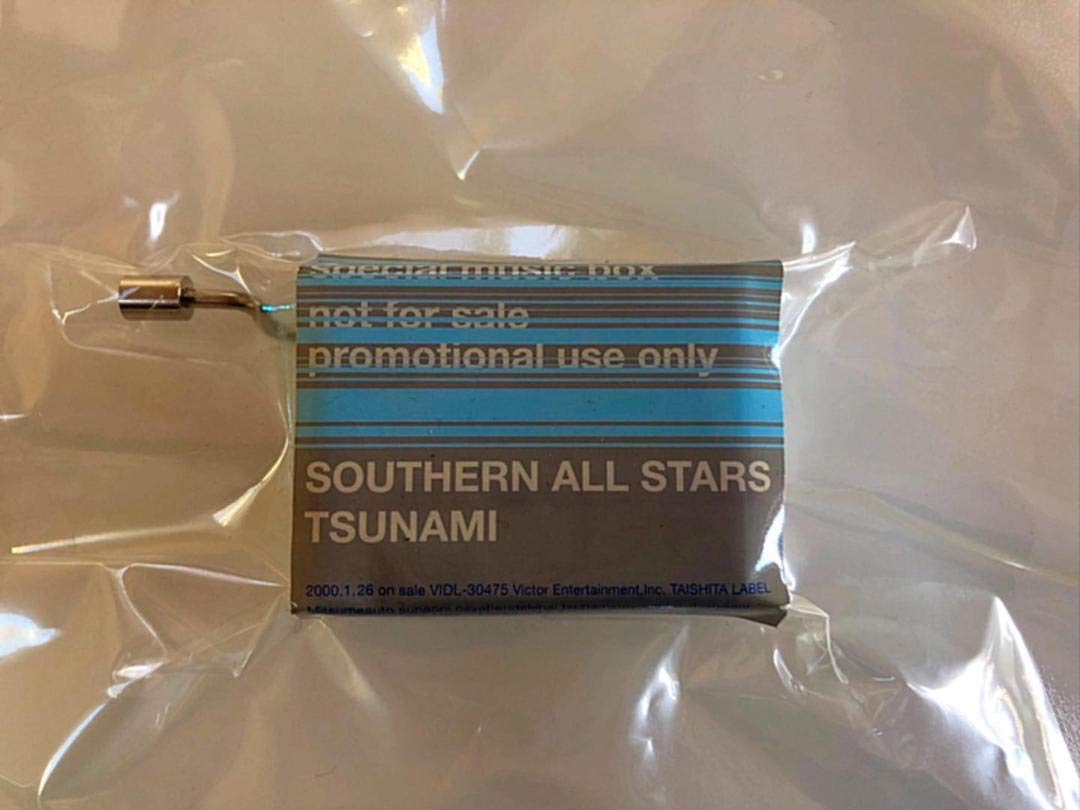 special music box
not for sale
promotional use only
SOUTHERN ALL STARS
TSUNAMI
2000.1.26 on sale VIDL-30475 Victor Entertainment,Inc. TAISHITA LABEL